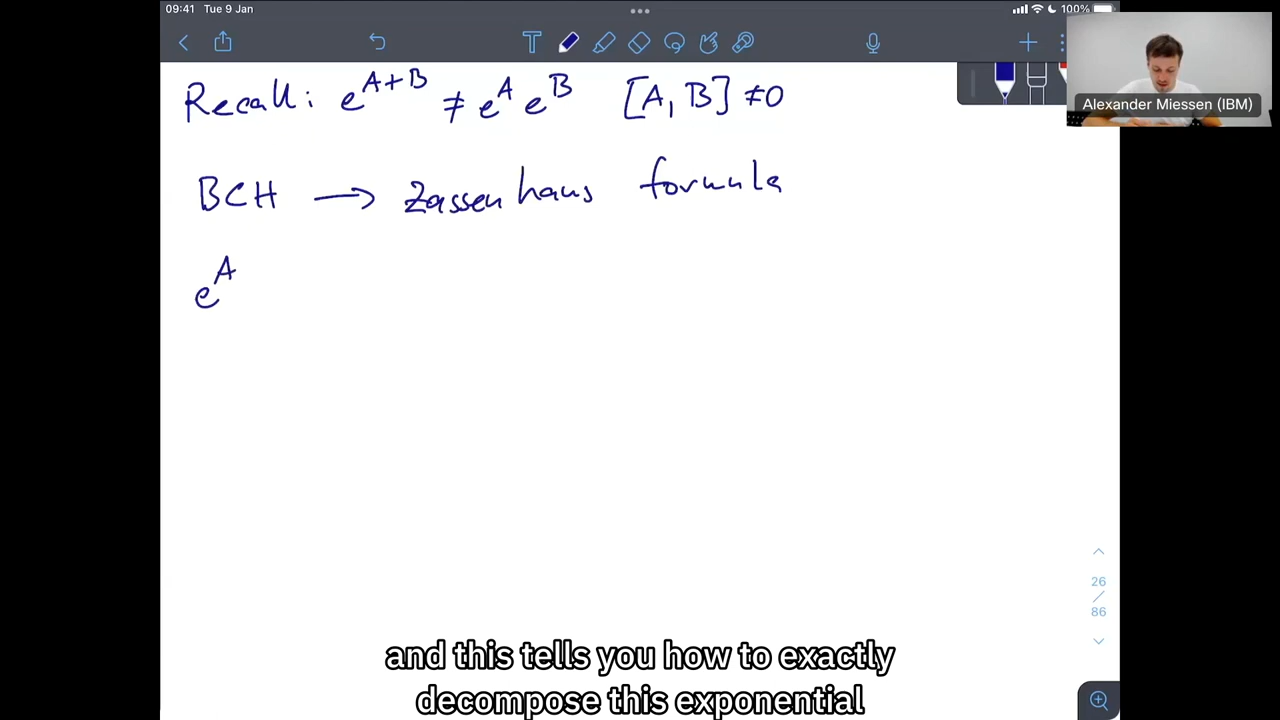 09:41 Tue 9 Jan
100%
Recall: e^{A+B} ≠ e^A e^B [A, B] ≠ 0
Alexander Miessen (IBM)
BCH → Zassenhaus formula
e^A
26
/
86
and this tells you how to exactly
decompose this exponential